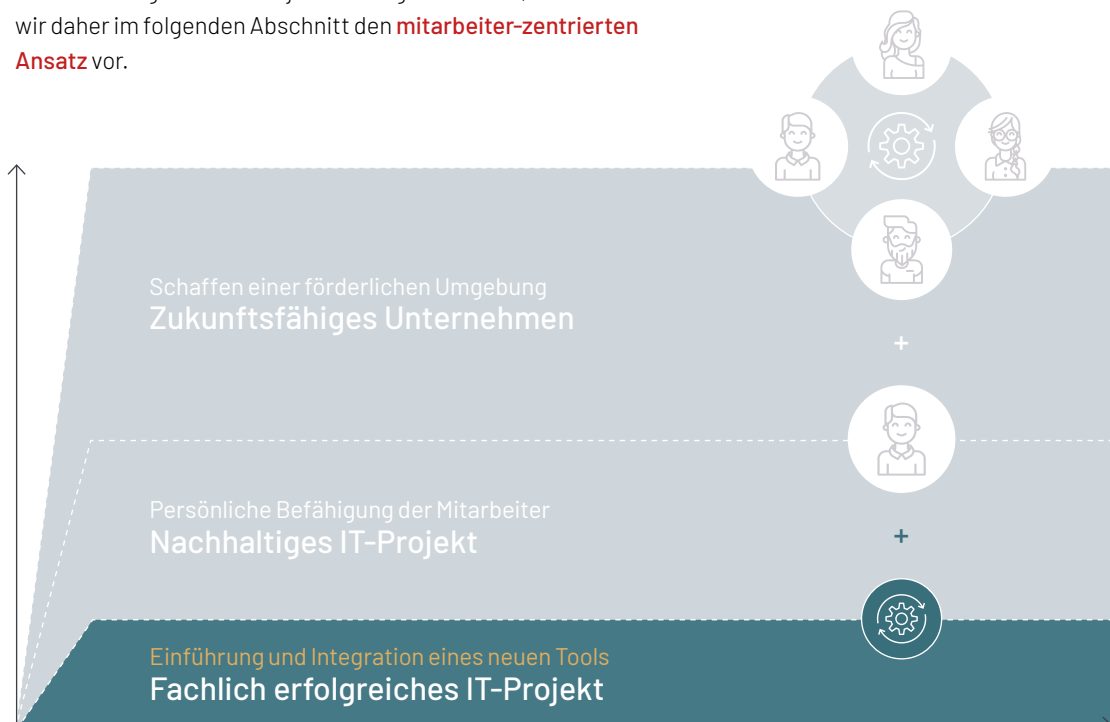 wir daher im folgenden Abschnitt den mitarbeiter-zentrierten
Ansatz vor.
Schaffen einer förderlichen Umgebung
Zukunftsfähiges Unternehmen
+
Persönliche Befähigung der Mitarbeiter
Nachhaltiges IT-Projekt
+
Einführung und Integration eines neuen Tools
Fachlich erfolgreiches IT-Projekt